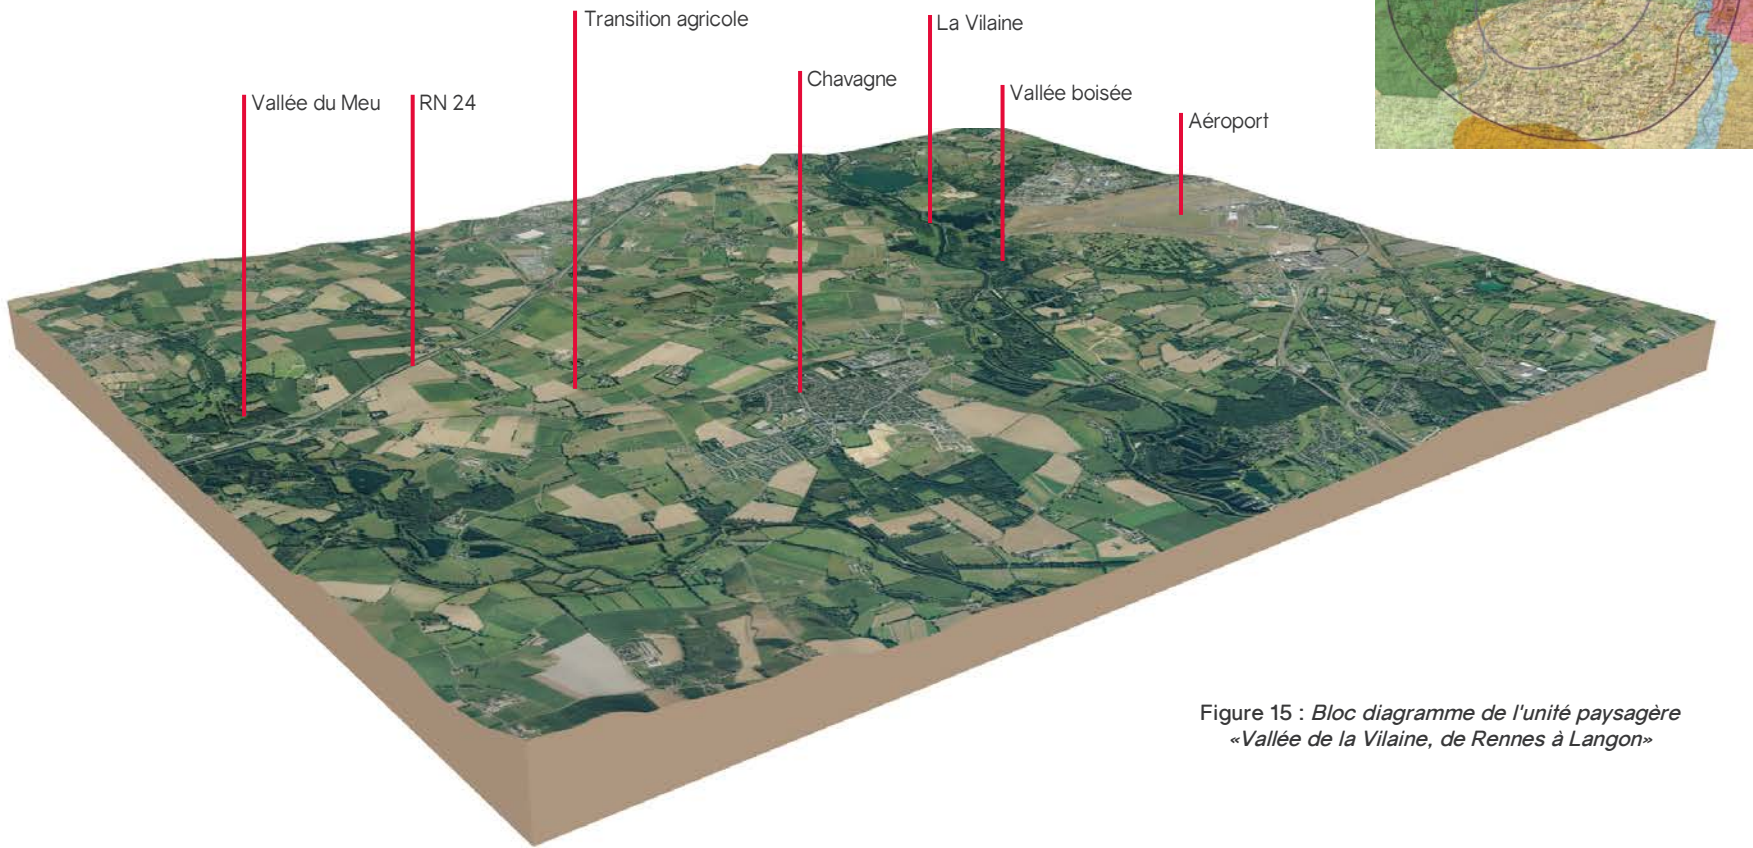 Transition agricole
La Vilaine
Chavagne
Vallée boisée
Vallée du Meu
RN 24
Aéroport
Figure 15 : Bloc diagramme de l'unité paysagère
«Vallée de la Vilaine, de Rennes à Langon»